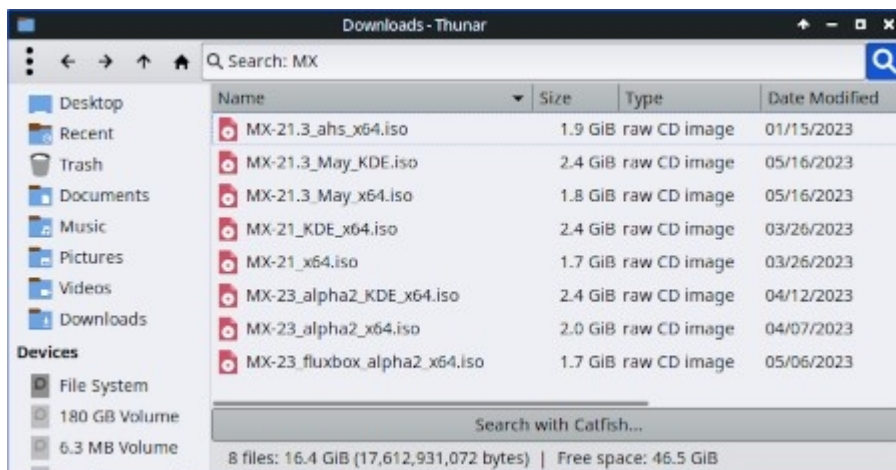 Downloads - Thunar
Search: MX
Desktop
Recent
Trash
Documents
Music
Pictures
Videos
Downloads
Devices
File System
180 GB Volume
6.3 MB Volume
Name Size Type Date Modified
MX-21.3_ahs_x64.iso 1.9 GiB raw CD image 01/15/2023
MX-21.3_May_KDE.iso 2.4 GiB raw CD image 05/16/2023
MX-21.3_May_x64.iso 1.8 GiB raw CD image 05/16/2023
MX-21_KDE_x64.iso 2.4 GiB raw CD image 03/26/2023
MX-21_x64.iso 1.7 GiB raw CD image 03/26/2023
MX-23_alpha2_KDE_x64.iso 2.4 GiB raw CD image 04/12/2023
MX-23_alpha2_x64.iso 2.0 GiB raw CD image 04/07/2023
MX-23_fluxbox_alpha2_x64.iso 1.7 GiB raw CD image 05/06/2023
Search with Catfish...
8 files: 16.4 GiB (17,612,931,072 bytes) | Free space: 46.5 GiB